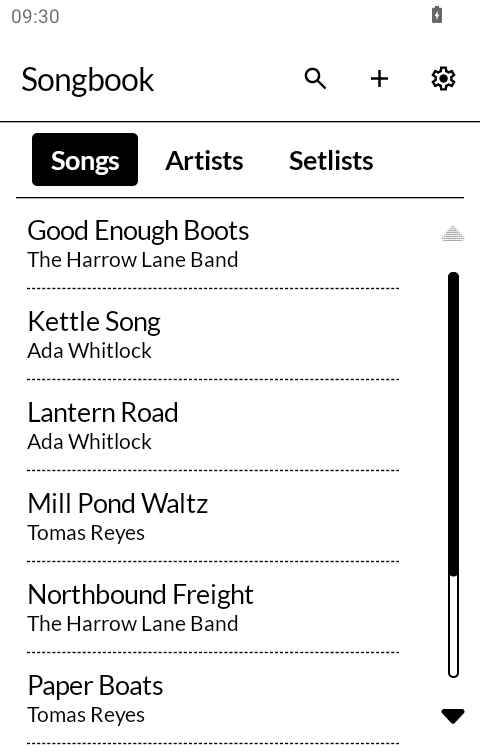 09:30
Songbook
Songs Artists Setlists
Good Enough Boots
The Harrow Lane Band
Kettle Song
Ada Whitlock
Lantern Road
Ada Whitlock
Mill Pond Waltz
Tomas Reyes
Northbound Freight
The Harrow Lane Band
Paper Boats
Tomas Reyes